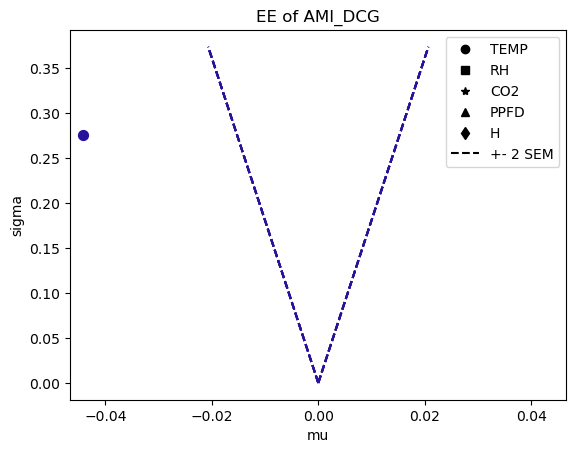 EE of AMI_DCG
TEMP
RH
CO2
PPFD
H
+- 2 SEM
sigma
0.35
0.30
0.25
0.20
0.15
0.10
0.05
0.00
−0.04
−0.02
0.00
0.02
0.04
mu